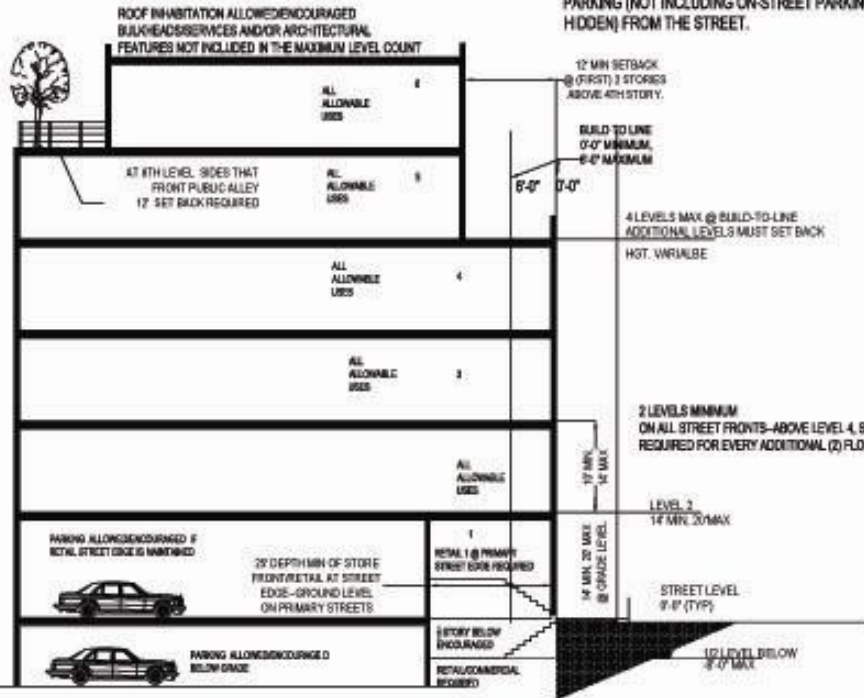 PARKING (NOT INCLUDING ON-STREET PARKIN
HIDDEN) FROM THE STREET.
ROOF INHABITATION ALLOWED/ENCOURAGED
BULKHEADS/SERVICES AND/OR ARCHITECTURAL
FEATURES NOT INCLUDED IN THE MAXIMUM LEVEL COUNT
12' MIN SETBACK
@ (FIRST) 2 STORIES
ABOVE 4TH STORY.
ALL
ALLOWABLE
USES
6
BUILD TO LINE
0'-0" MINIMUM,
6'-0" MAXIMUM
6'-0" 0'-0"
AT 6TH LEVEL SIDES THAT
FRONT PUBLIC ALLEY
12' SET BACK REQUIRED
ALL
ALLOWABLE
USES
5
4 LEVELS MAX @ BUILD-TO-LINE
ADDITIONAL LEVELS MUST SET BACK
HGT. VARIALBE
ALL
ALLOWABLE
USES
4
ALL
ALLOWABLE
USES
3
2 LEVELS MINIMUM
ON ALL STREET FRONTS-ABOVE LEVEL 4, S
REQUIRED FOR EVERY ADDITIONAL (2) FLO
ALL
ALLOWABLE
USES
10' MIN,
14' MAX
LEVEL 2
14' MIN, 20'MAX
PARKING ALLOWED/ENCOURAGED IF
RETAIL STREET EDGE IS MAINTAINED
1
RETAIL 1 @ PRIMARY
STREET EDGE REQUIRED
25' DEPTH MIN OF STORE
FRONT/RETAIL AT STREET
EDGE-GROUND LEVEL
ON PRIMARY STREETS
14' MIN, 20' MAX
@ GRADE LEVEL
STREET LEVEL
0'-0" (TYP)
STORY BELOW
ENCOURAGED
PARKING ALLOWED/ENCOURAGED
BELOW GRADE
RETAIL/COMMERCIAL
REQUIRED
1/2 LEVEL BELOW
MAX